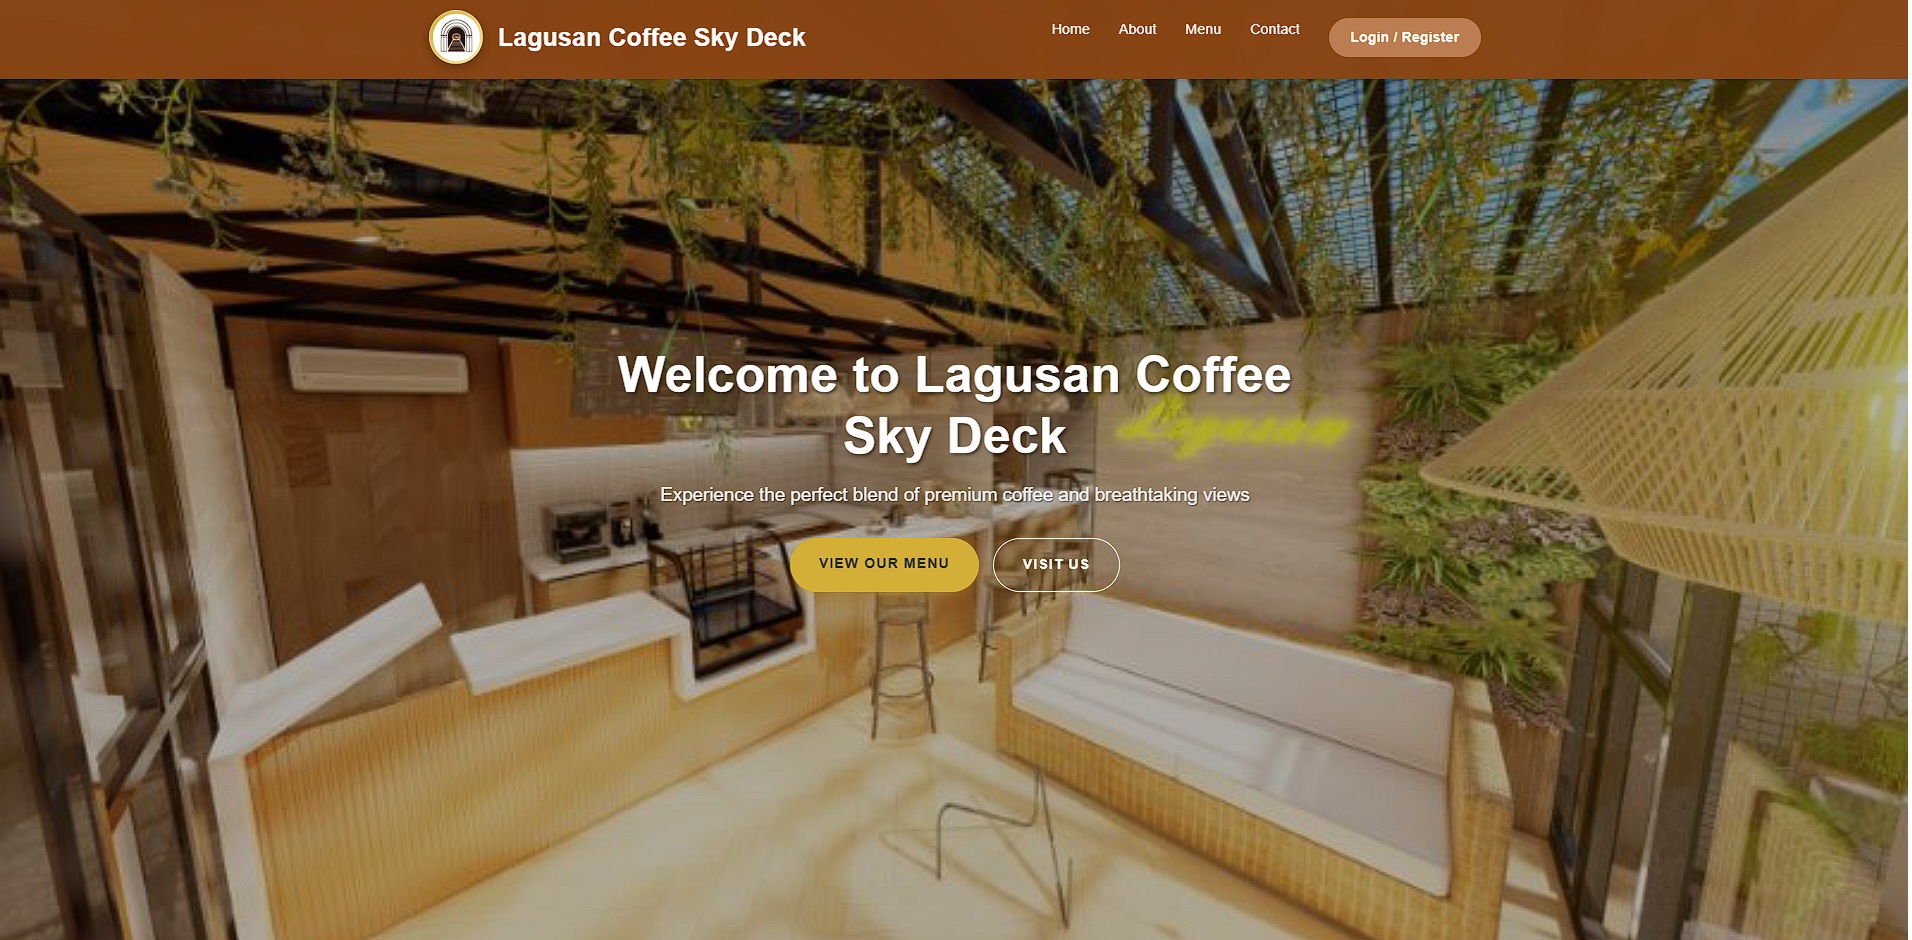 Lagusan Coffee Sky Deck
Home About Menu Contact Login / Register
Welcome to Lagusan Coffee
Sky Deck
Lagusan
Experience the perfect blend of premium coffee and breathtaking views
VIEW OUR MENU VISIT US